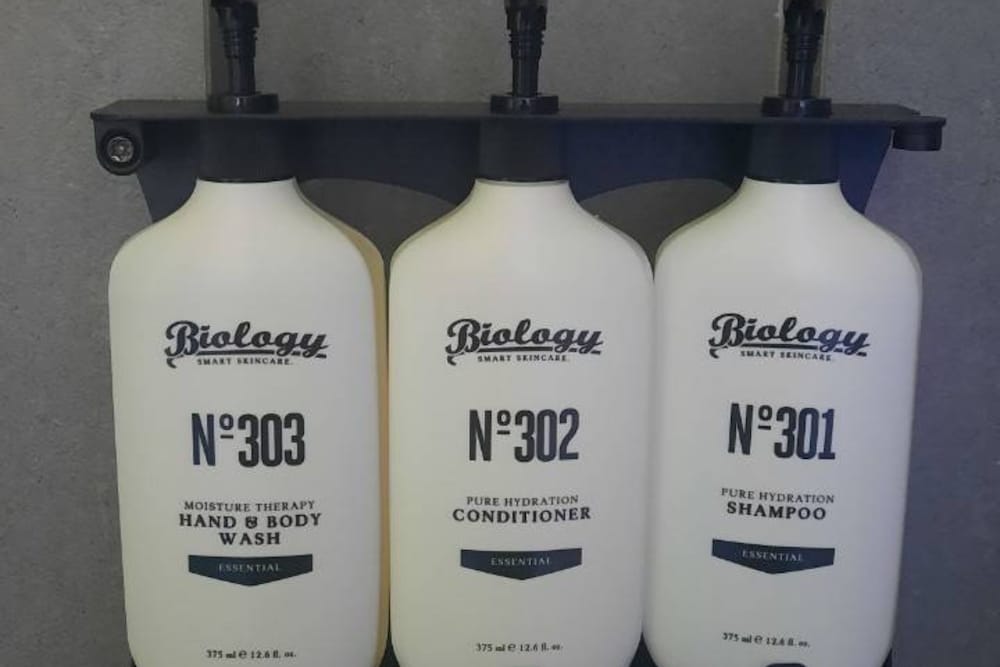 Biology
SMART SKINCARE.
Nº303
MOISTURE THERAPY
HAND & BODY
WASH
ESSENTIAL
375 ml ℮ 12.6 fl. oz.
Biology
SMART SKINCARE.
Nº302
PURE HYDRATION
CONDITIONER
ESSENTIAL
375 ml ℮ 12.6 fl. oz.
Biology
SMART SKINCARE.
Nº301
PURE HYDRATION
SHAMPOO
ESSENTIAL
375 ml ℮ 12.6 fl. oz.